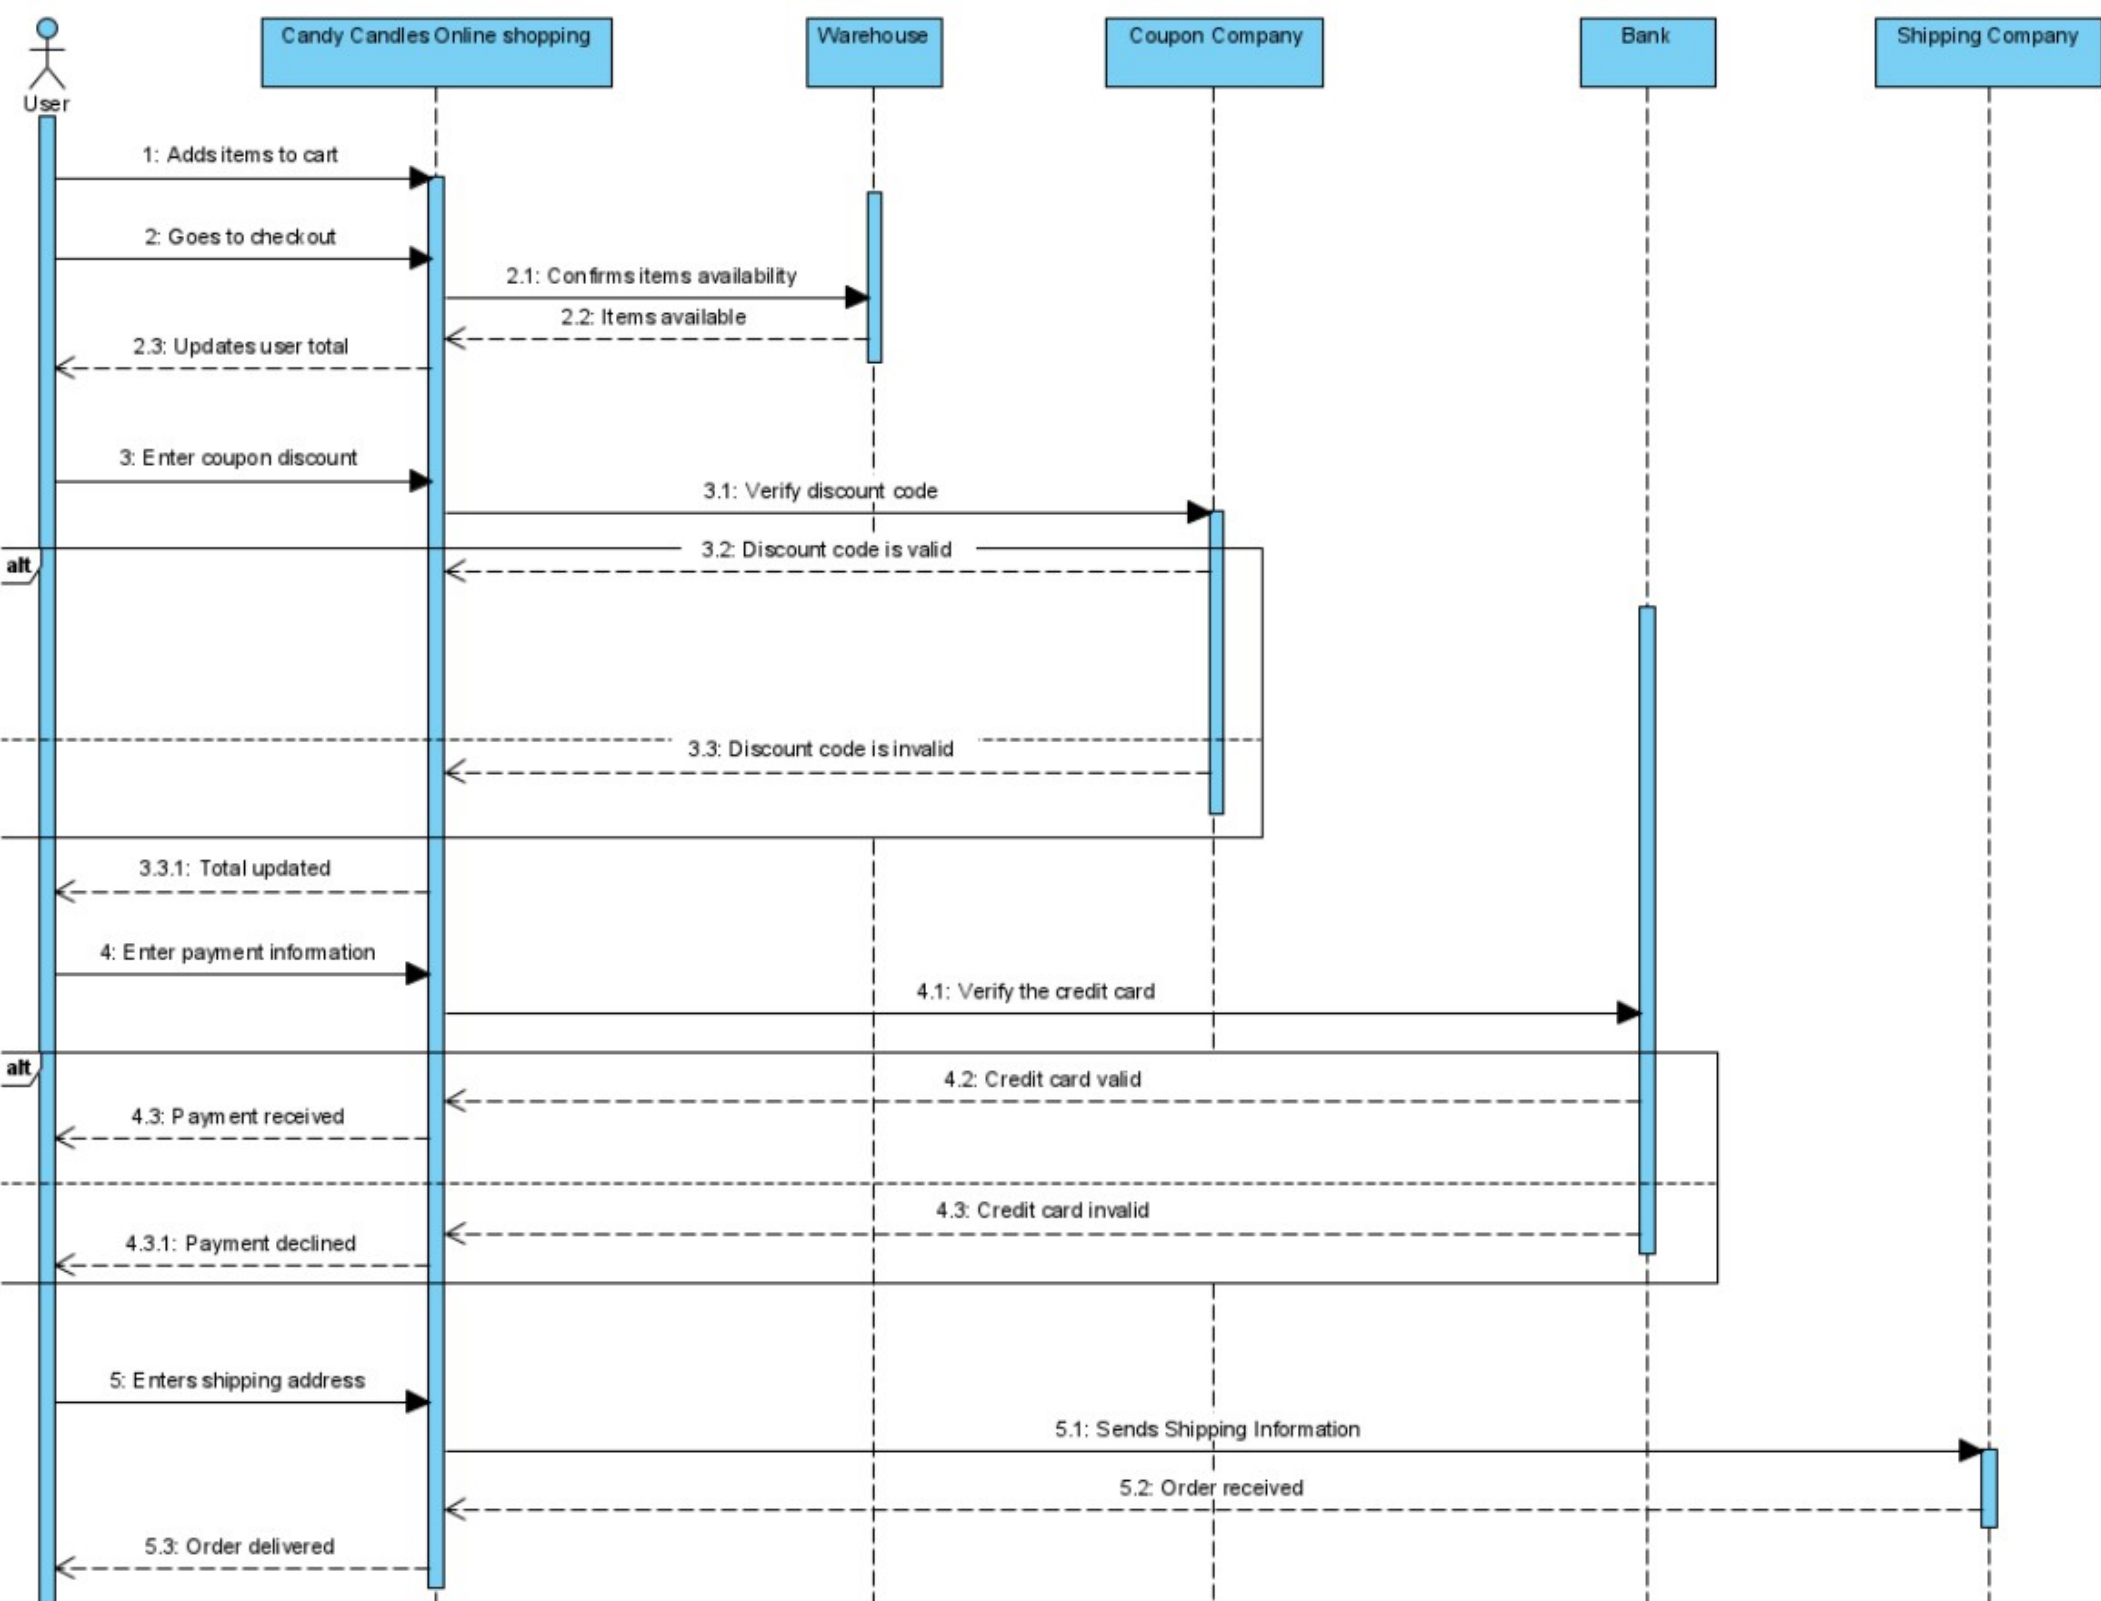 Candy Candles Online shopping
Warehouse
Coupon Company
Bank
Shipping Company
User
1: Adds items to cart
2: Goes to checkout
2.1: Confirms items availability
2.2: Items available
2.3: Updates user total
3: Enter coupon discount
3.1: Verify discount code
alt
3.2: Discount code is valid
3.3: Discount code is invalid
3.3.1: Total updated
4: Enter payment information
4.1: Verify the credit card
alt
4.2: Credit card valid
4.3: Payment received
4.3: Credit card invalid
4.3.1: Payment declined
5: Enters shipping address
5.1: Sends Shipping Information
5.2: Order received
5.3: Order delivered